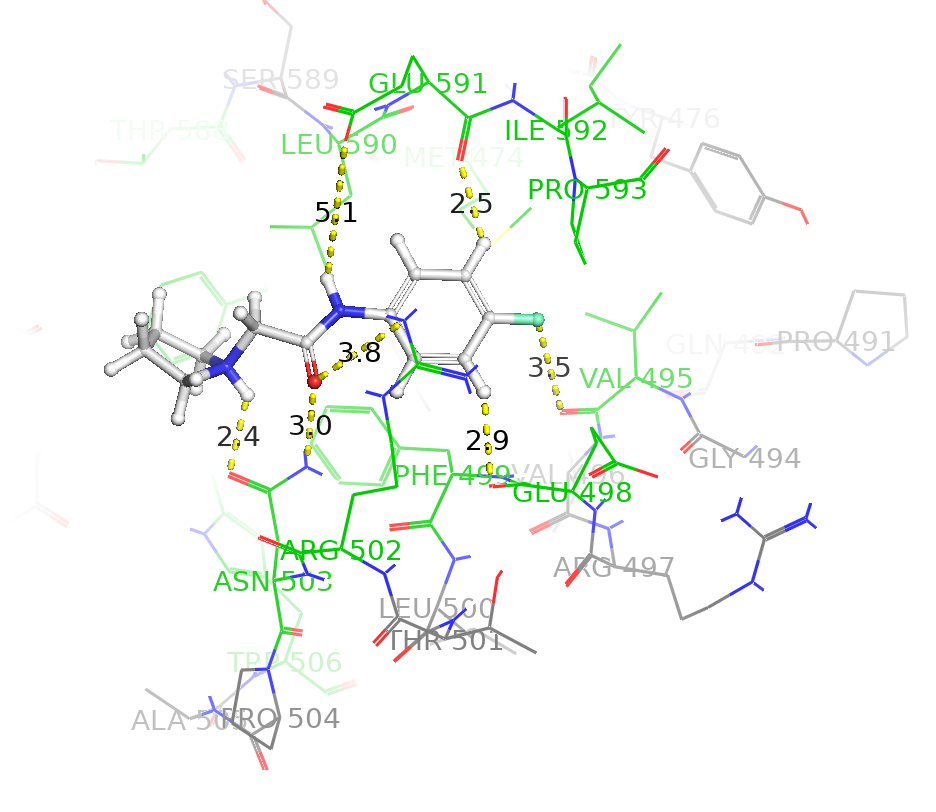 SER 589
GLU 591
THR 588
LEU 590
ILE 592
TYR 476
MET 474
PRO 593
5.1
2.5
3.8
3.5
PRO 491
VAL 495
2.4
3.0
2.9
GLY 494
PHE 499
VAL 496
GLU 498
ARG 502
ARG 497
ASN 503
LEU 500
THR 501
TRP 506
ALA 505
PRO 504